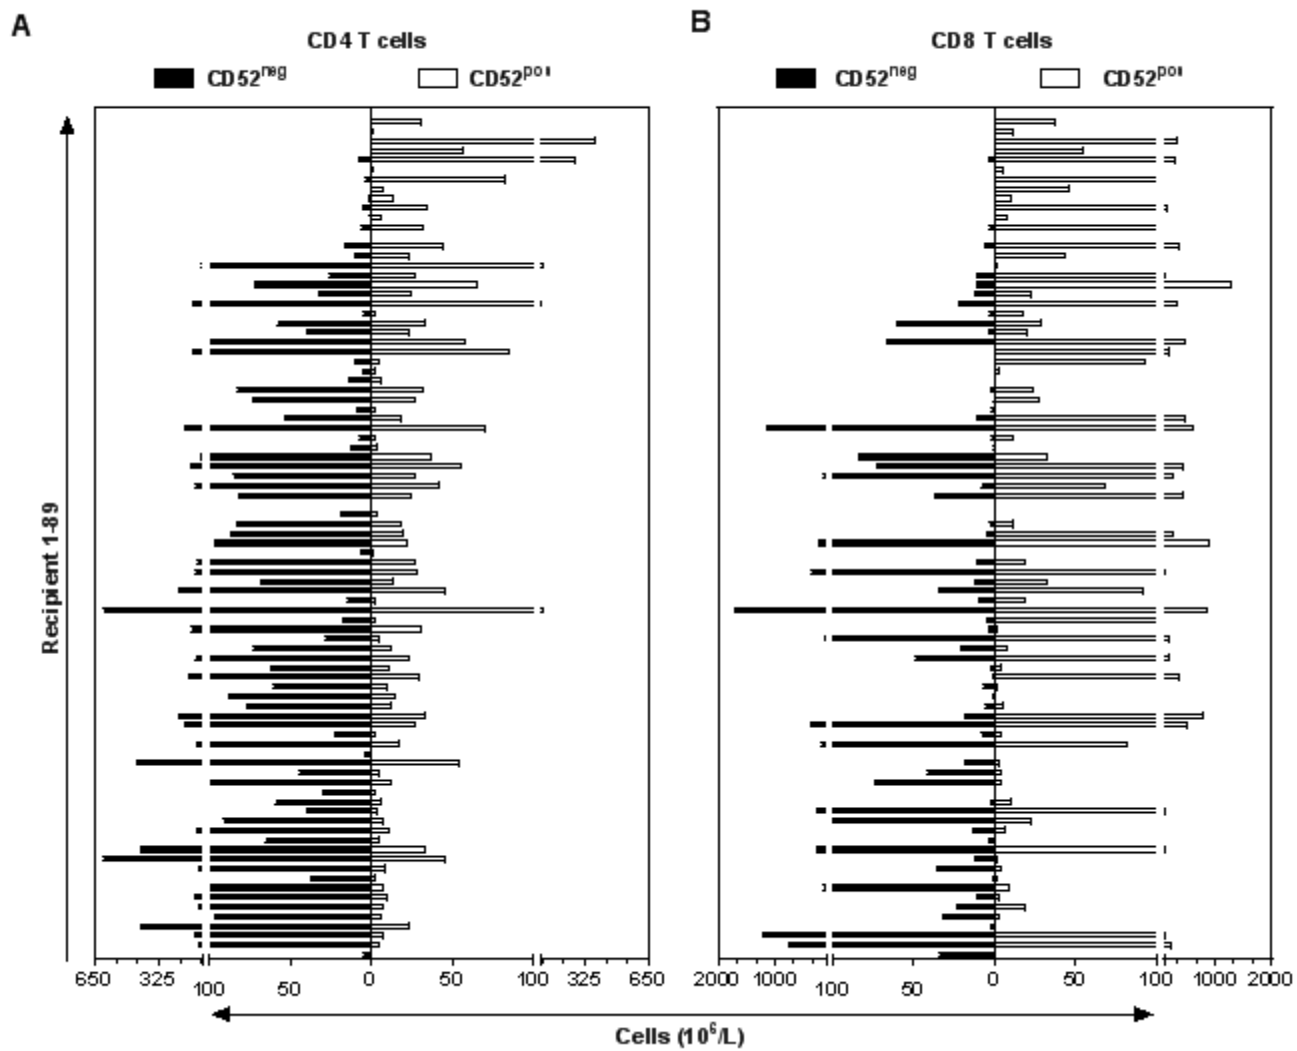 A
B
CD4 T cells
CD8 T cells
CD52neg
CD52pos
CD52neg
CD52pos
Recipient 1-89
650 325 100 50 0 50 100 325 650
2000 1000 100 50 0 50 100 1000 2000
Cells (10⁶/L)